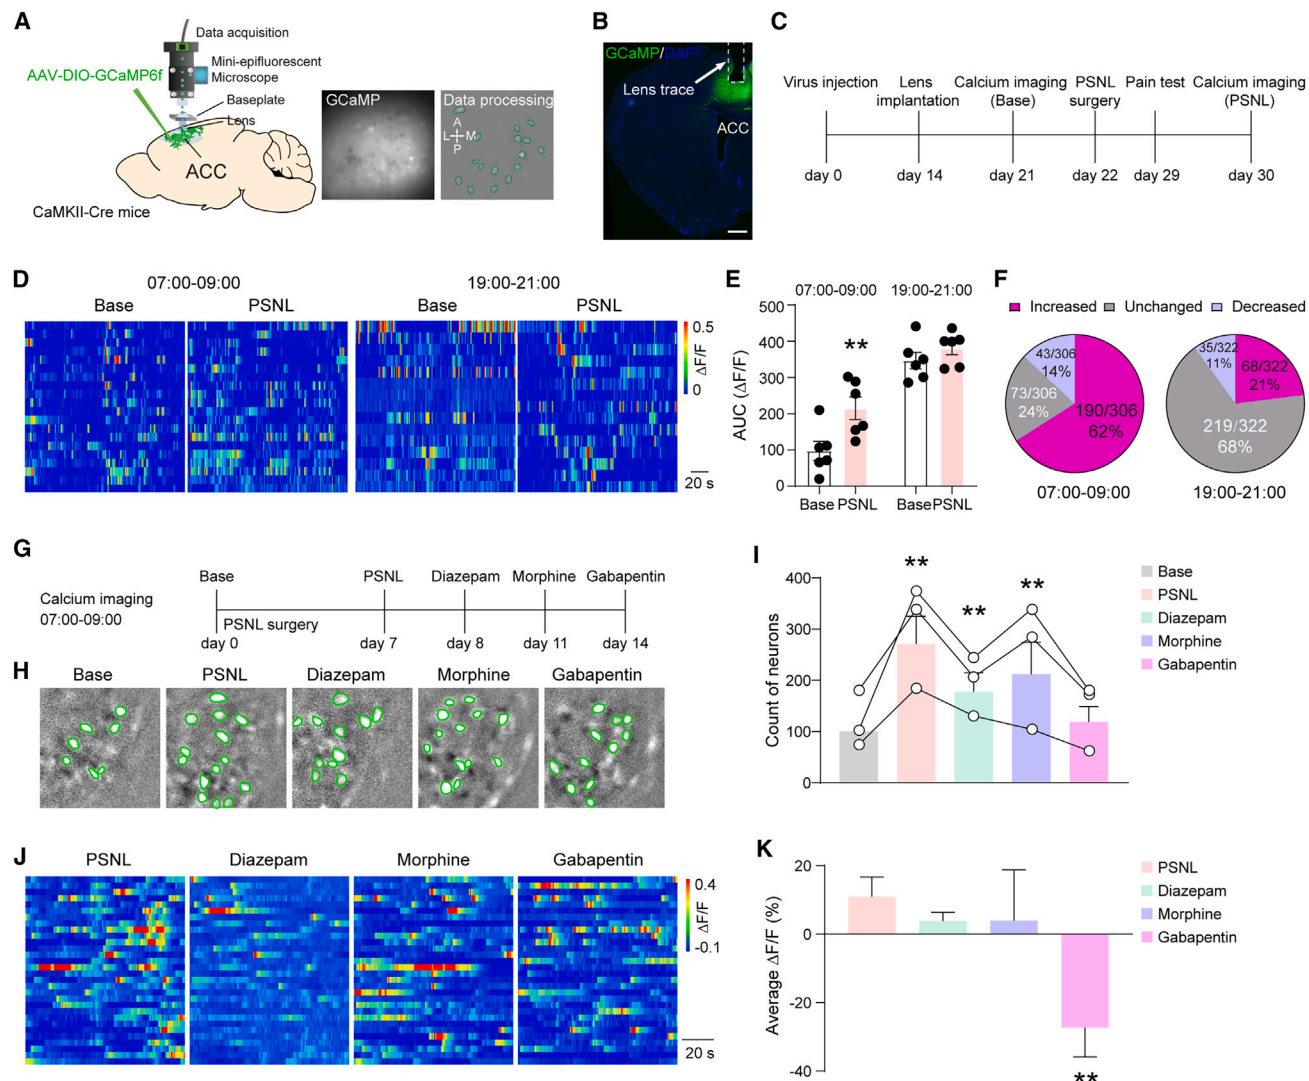 A
Data acquisition
Mini-epifluorescent
Microscope
AAV-DIO-GCaMP6f
Baseplate
Lens
ACC
CaMKII-Cre mice
GCaMP
Data processing
A
L M
P
B
GCaMP/DAPI
Lens trace
ACC
C
Virus injection
Lens
implantation
Calcium imaging
(Base)
PSNL
surgery
Pain test
Calcium imaging
(PSNL)
day 0
day 14
day 21
day 22
day 29
day 30
D
07:00-09:00
19:00-21:00
Base
PSNL
Base
PSNL
0.5
ΔF/F
0
20 s
E
07:00-09:00 19:00-21:00
500
400
300
200
100
0
AUC (ΔF/F)
**
Base PSNL
Base PSNL
F
Increased
Unchanged
Decreased
43/306
14%
73/306
24%
190/306
62%
07:00-09:00
35/322
11%
68/322
21%
219/322
68%
19:00-21:00
G
Calcium imaging
07:00-09:00
Base
PSNL
Diazepam
Morphine
Gabapentin
PSNL surgery
day 0
day 7
day 8
day 11
day 14
H
Base
PSNL
Diazepam
Morphine
Gabapentin
I
400
300
200
100
0
Count of neurons
**
**
**
Base
PSNL
Diazepam
Morphine
Gabapentin
J
PSNL
Diazepam
Morphine
Gabapentin
0.4
ΔF/F
-0.1
20 s
K
20
0
-20
-40
Average ΔF/F (%)
**
PSNL
Diazepam
Morphine
Gabapentin